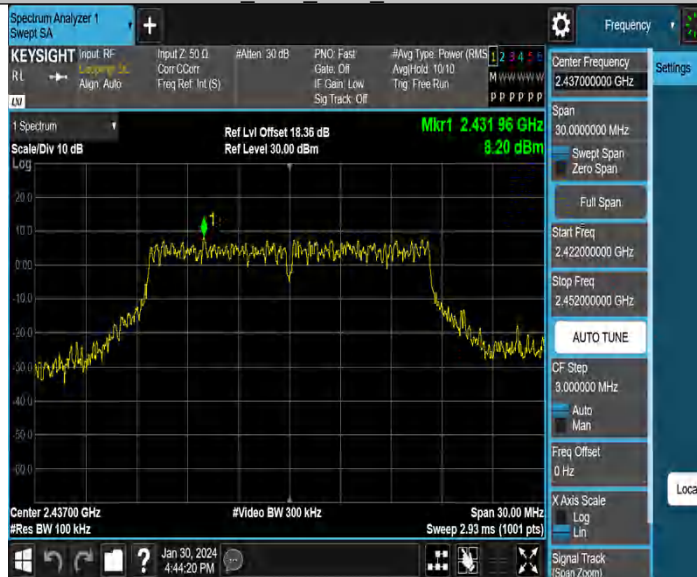 Spectrum Analyzer 1
Swept SA
+
Frequency
KEYSIGHT
RL
Input: RF
Coupling: DC
Align: Auto
Input Z: 50 Ω
Corr CCorr
Freq Ref: Int (S)
#Atten: 30 dB
PNO: Fast
Gate: Off
IF Gain: Low
Sig Track: Off
#Avg Type: Power (RMS
Avg|Hold: 10/10
Trig: Free Run
1 2 3 4 5 6
M W W W W W
P P P P P P
LXI
1 Spectrum
Scale/Div 10 dB
Ref Lvl Offset 18.36 dB
Ref Level 30.00 dBm
Mkr1 2.431 96 GHz
8.20 dBm
Log
20.0
10.0
0.00
-10.0
-20.0
-30.0
-40.0
-50.0
-60.0
1
Center 2.43700 GHz
#Res BW 100 kHz
#Video BW 300 kHz
Span 30.00 MHz
Sweep 2.93 ms (1001 pts)
?
Jan 30, 2024
4:44:20 PM
Center Frequency
2.437000000 GHz
Settings
Span
30.0000000 MHz
Swept Span
Zero Span
Full Span
Start Freq
2.422000000 GHz
Stop Freq
2.452000000 GHz
AUTO TUNE
CF Step
3.000000 MHz
Auto
Man
Freq Offset
0 Hz
Loca
X Axis Scale
Log
Lin
Signal Track
(Span Zoom)